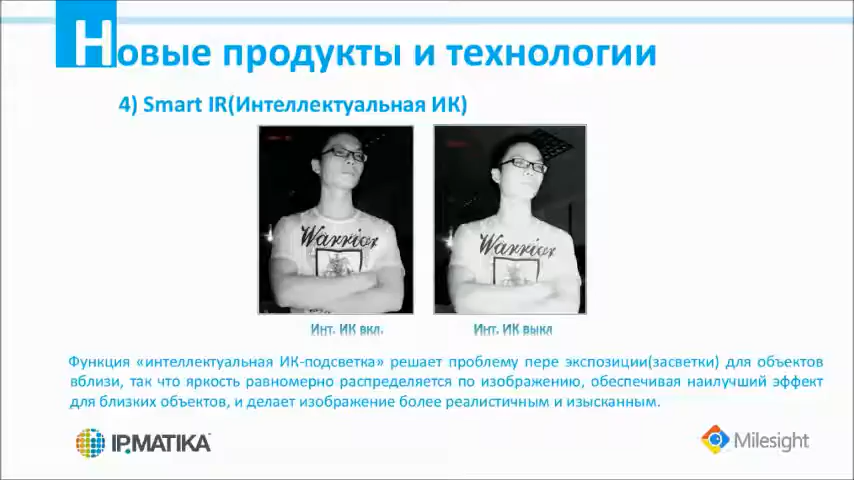 Новые продукты и технологии
4) Smart IR(Интеллектуальная ИК)
Warrior
Warrior
Инт. ИК вкл.
Инт. ИК выкл
Функция «интеллектуальная ИК-подсветка» решает проблему пере экспозиции(засветки) для объектов
вблизи, так что яркость равномерно распределяется по изображению, обеспечивая наилучший эффект
для близких объектов, и делает изображение более реалистичным и изысканным.
IPMATIKA
Milesight